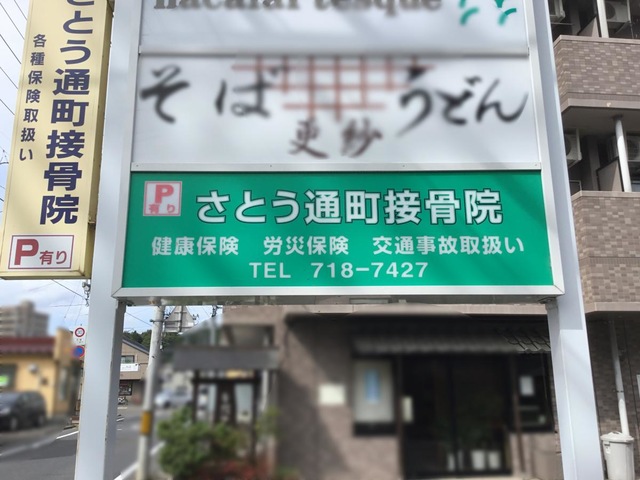 hacaraf tesque
そば
更紗
うどん
さとう通町接骨院
各種保険取扱い
P有り
P有り
さとう通町接骨院
健康保険 労災保険 交通事故取扱い
TEL 718-7427